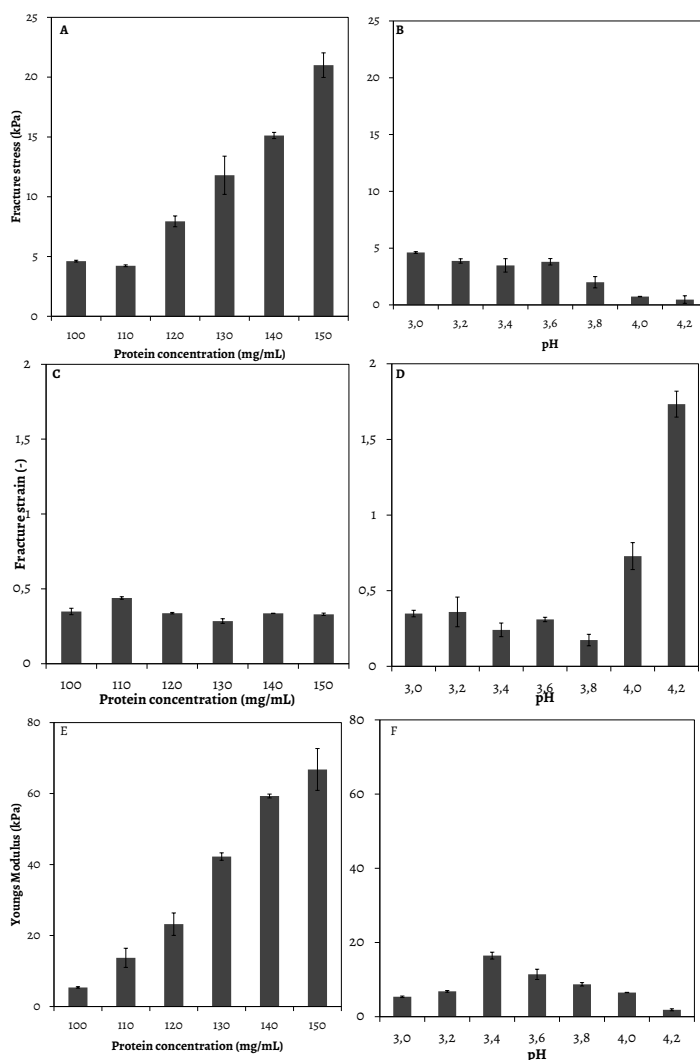 A
25
20
15
10
5
0
Fracture stress (kPa)
100 110 120 130 140 150
Protein concentration (mg/mL)
B
25
20
15
10
5
0
3,0 3,2 3,4 3,6 3,8 4,0 4,2
pH
C
2
1,5
1
0,5
0
Fracture strain (-)
100 110 120 130 140 150
Protein concentration (mg/mL)
D
2
1,5
1
0,5
0
3,0 3,2 3,4 3,6 3,8 4,0 4,2
pH
E
80
60
40
20
0
Youngs Modulus (kPa)
100 110 120 130 140 150
Protein concentration (mg/mL)
F
80
60
40
20
0
3,0 3,2 3,4 3,6 3,8 4,0 4,2
pH